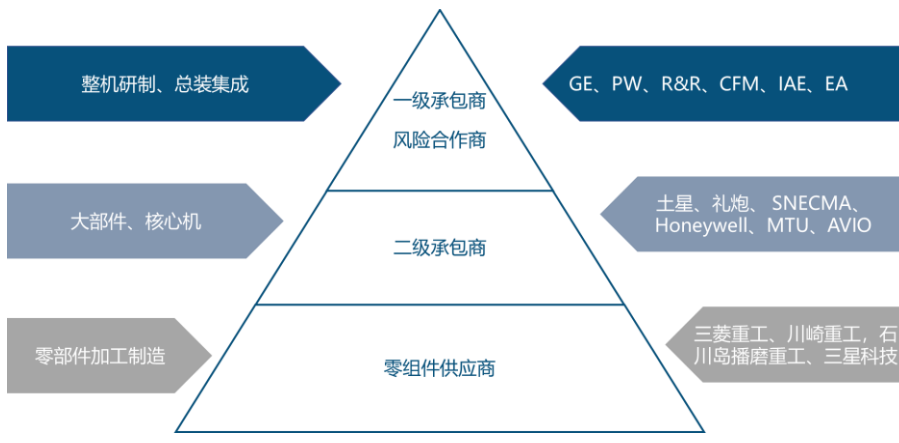 整机研制、总装集成
一级承包商
风险合作商
GE、PW、R&R、CFM、IAE、EA
大部件、核心机
二级承包商
土星、礼炮、 SNECMA、
Honeywell、MTU、AVIO
零部件加工制造
零组件供应商
三菱重工、川崎重工，石
川岛播磨重工、三星科技